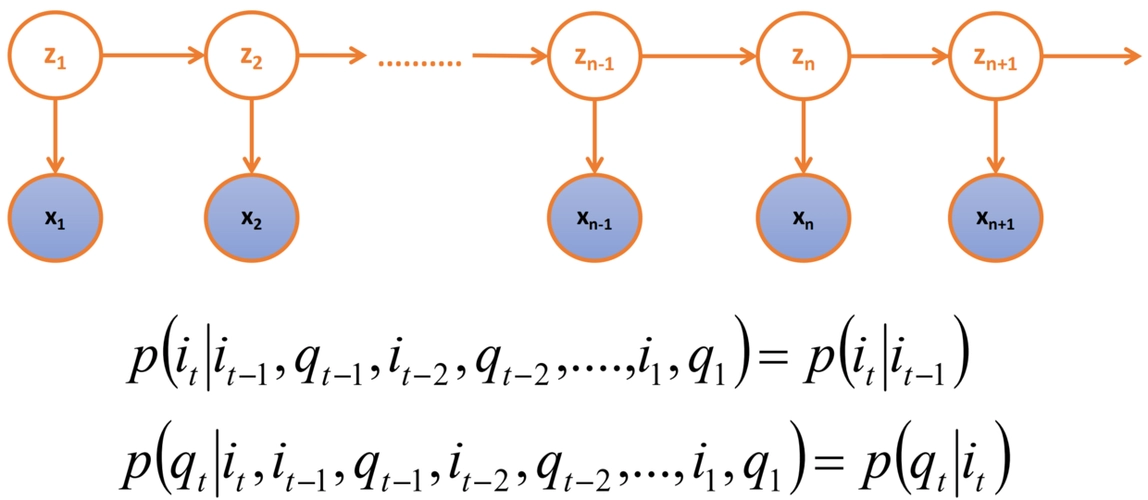 z₁ z₂ .......... zₙ₋₁ zₙ zₙ₊₁
x₁ x₂ xₙ₋₁ xₙ xₙ₊₁
p(iₜ|iₜ₋₁, qₜ₋₁, iₜ₋₂, qₜ₋₂,....,i₁, q₁) = p(iₜ|iₜ₋₁)
p(qₜ|iₜ, iₜ₋₁, qₜ₋₁, iₜ₋₂, qₜ₋₂,..., i₁, q₁) = p(qₜ|iₜ)